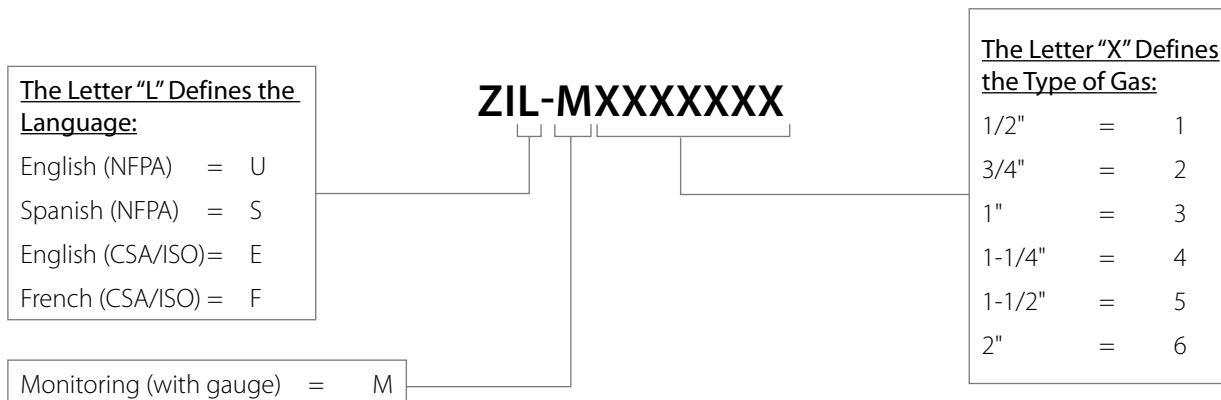 The Letter "L" Defines the
Language:
English (NFPA) = U
Spanish (NFPA) = S
English (CSA/ISO)= E
French (CSA/ISO) = F
Monitoring (with gauge) = M
ZIL-MXXXXXXX
The Letter "X" Defines
the Type of Gas:
1/2" = 1
3/4" = 2
1" = 3
1-1/4" = 4
1-1/2" = 5
2" = 6